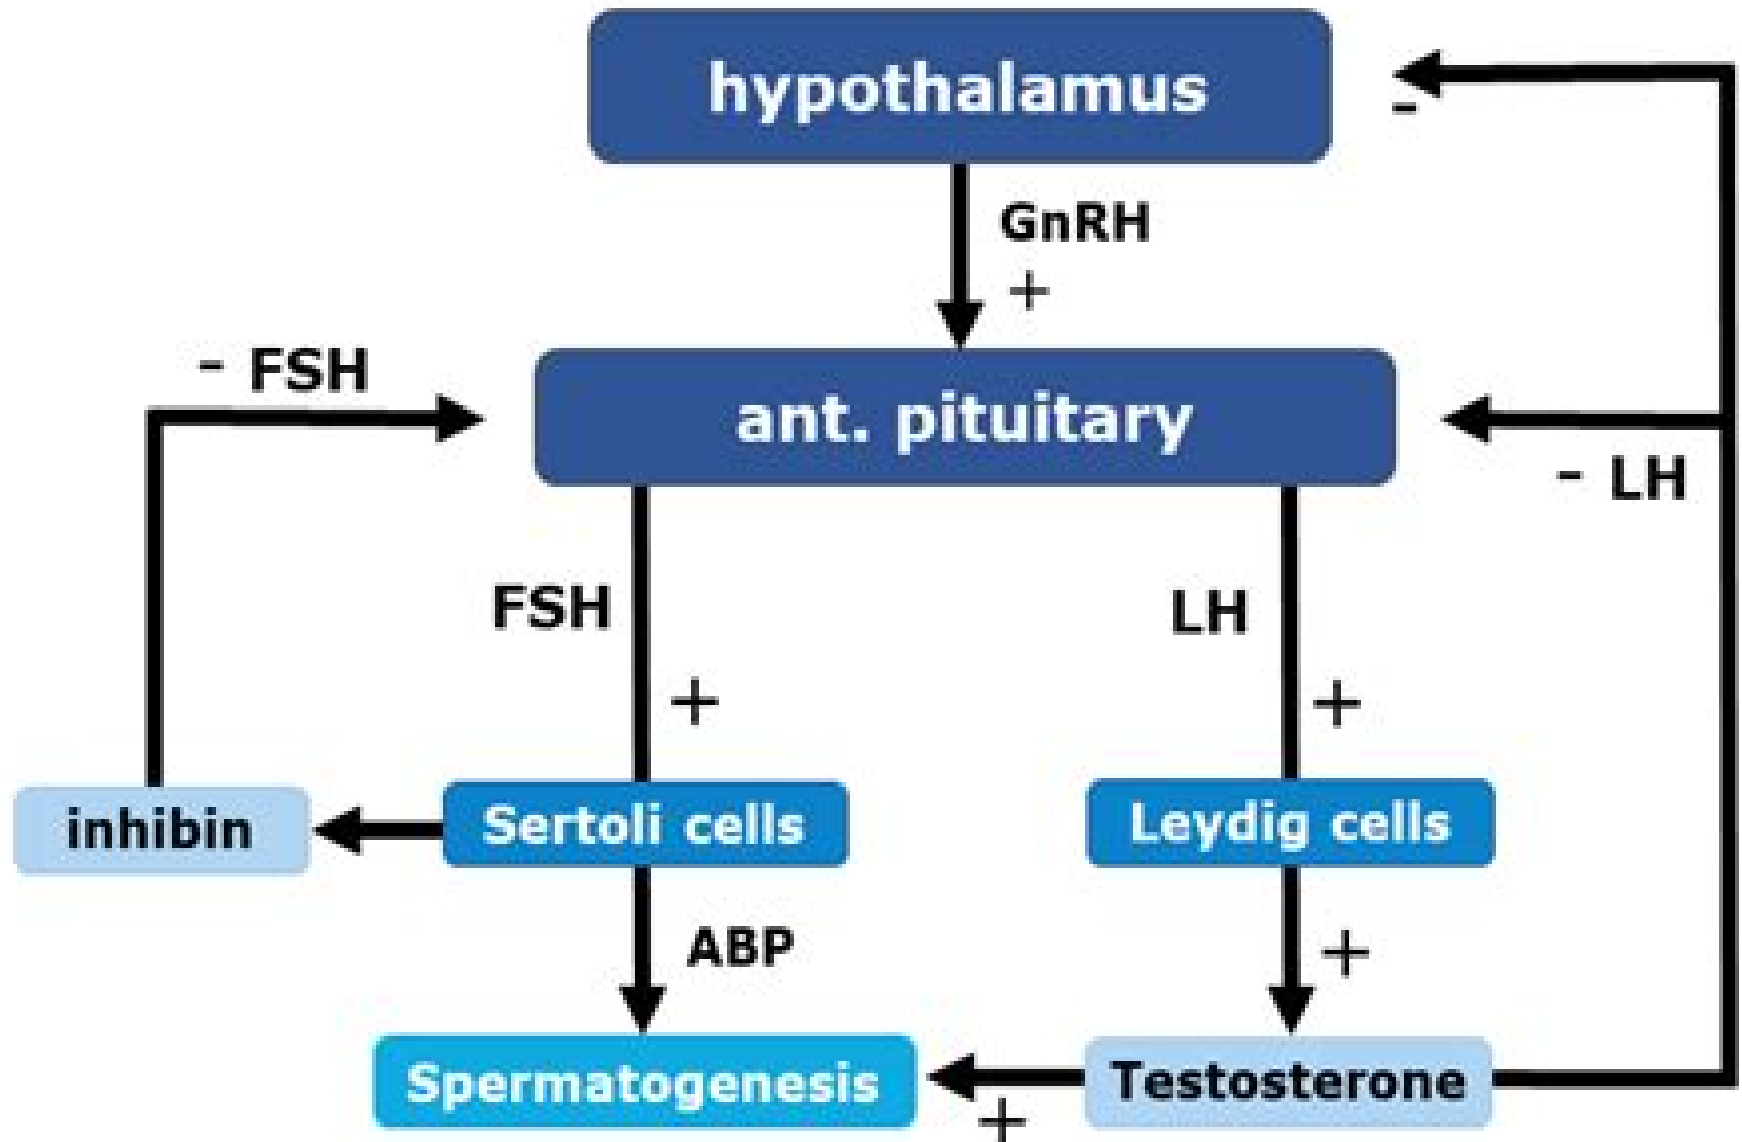 hypothalamus
-
GnRH
+
- FSH
ant. pituitary
- LH
FSH
LH
+
+
inhibin
Sertoli cells
Leydig cells
ABP
+
Spermatogenesis
+
Testosterone